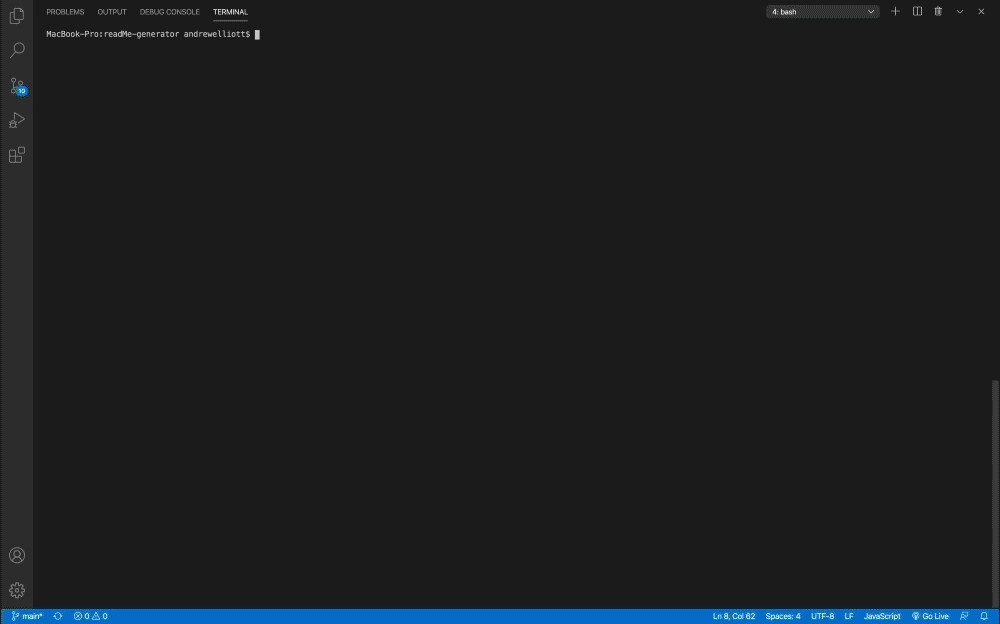 PROBLEMS OUTPUT DEBUG CONSOLE TERMINAL 4: bash
MacBook-Pro:readMe-generator andrewelliott$
10
main* 0 0 Ln 8, Col 62 Spaces: 4 UTF-8 LF JavaScript Go Live